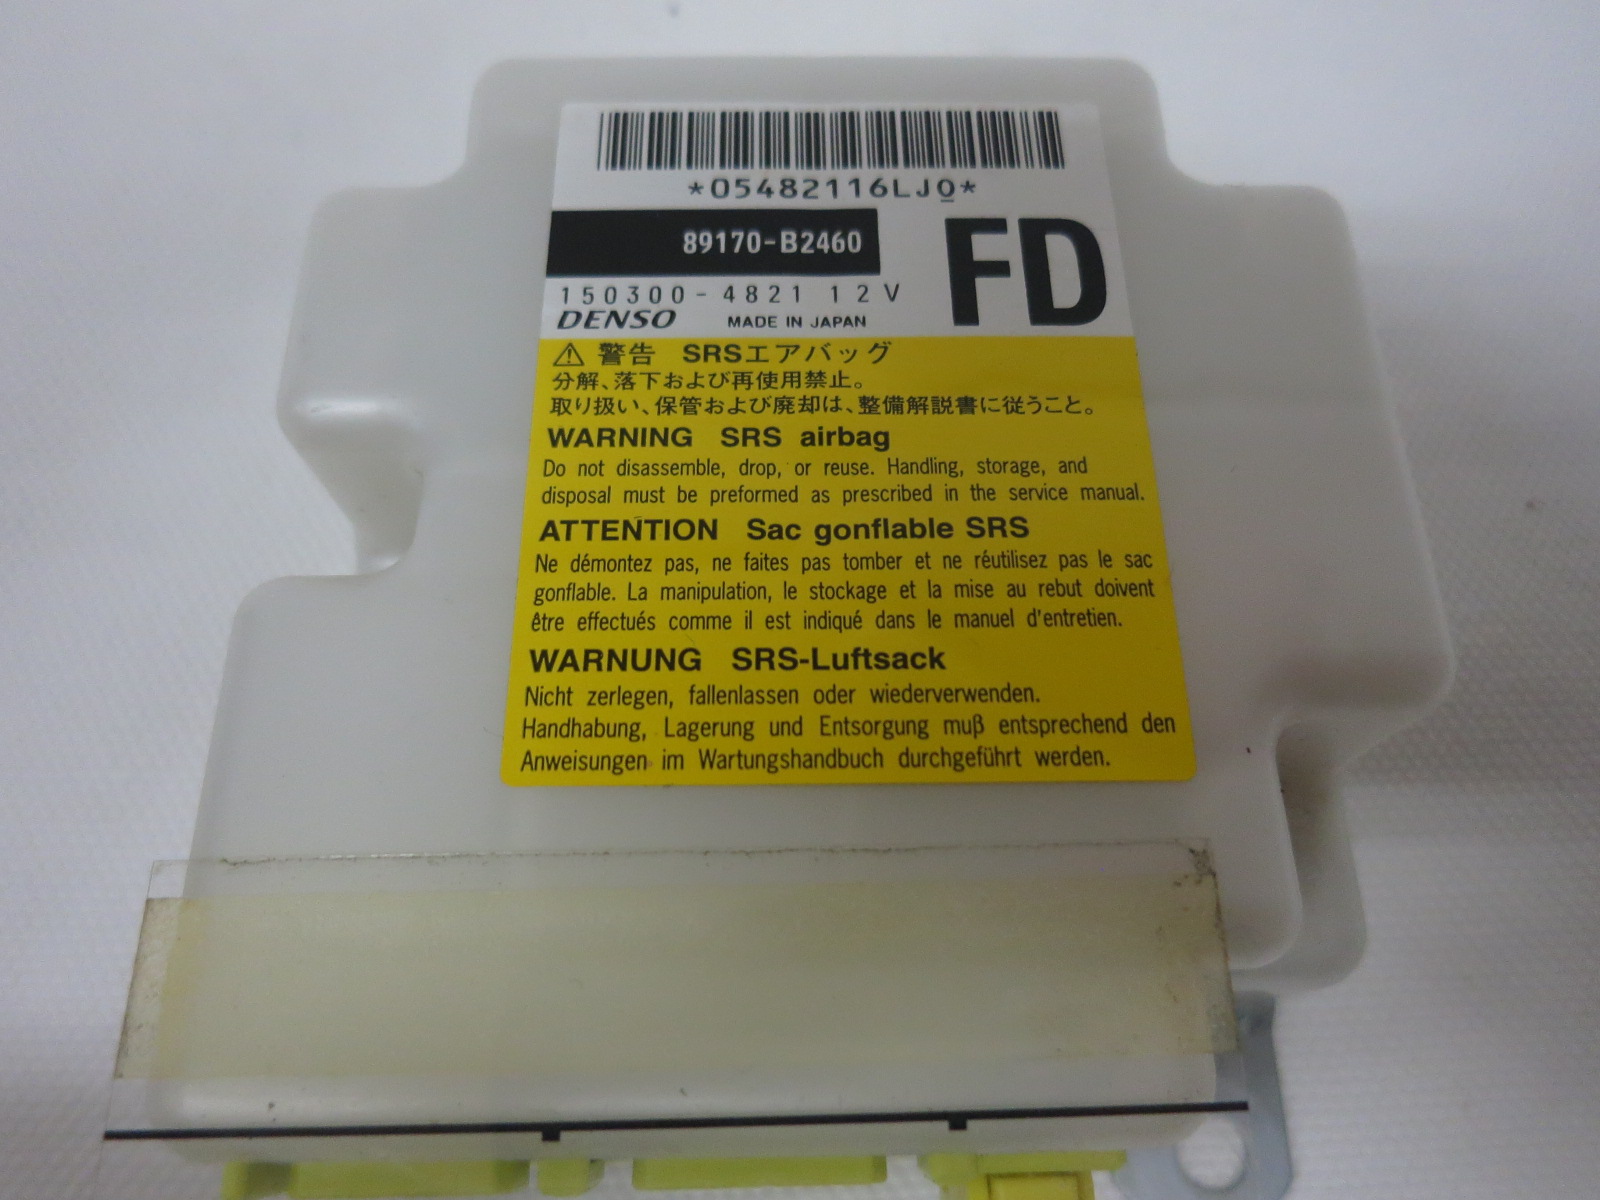 *05482116LJ0*
89170-B2460
FD
150300-4821 12V
DENSO MADE IN JAPAN
⚠ 警告 SRSエアバッグ
分解、落下および再使用禁止。
取り扱い、保管および廃却は、整備解説書に従うこと。
WARNING SRS airbag
Do not disassemble, drop, or reuse. Handling, storage, and
disposal must be preformed as prescribed in the service manual.
ATTENTION Sac gonflable SRS
Ne démontez pas, ne faites pas tomber et ne réutilisez pas le sac
gonflable. La manipulation, le stockage et la mise au rebut doivent
être effectués comme il est indiqué dans le manuel d'entretien.
WARNUNG SRS-Luftsack
Nicht zerlegen, fallenlassen oder wiederverwenden.
Handhabung, Lagerung und Entsorgung muß entsprechend den
Anweisungen im Wartungshandbuch durchgeführt werden.